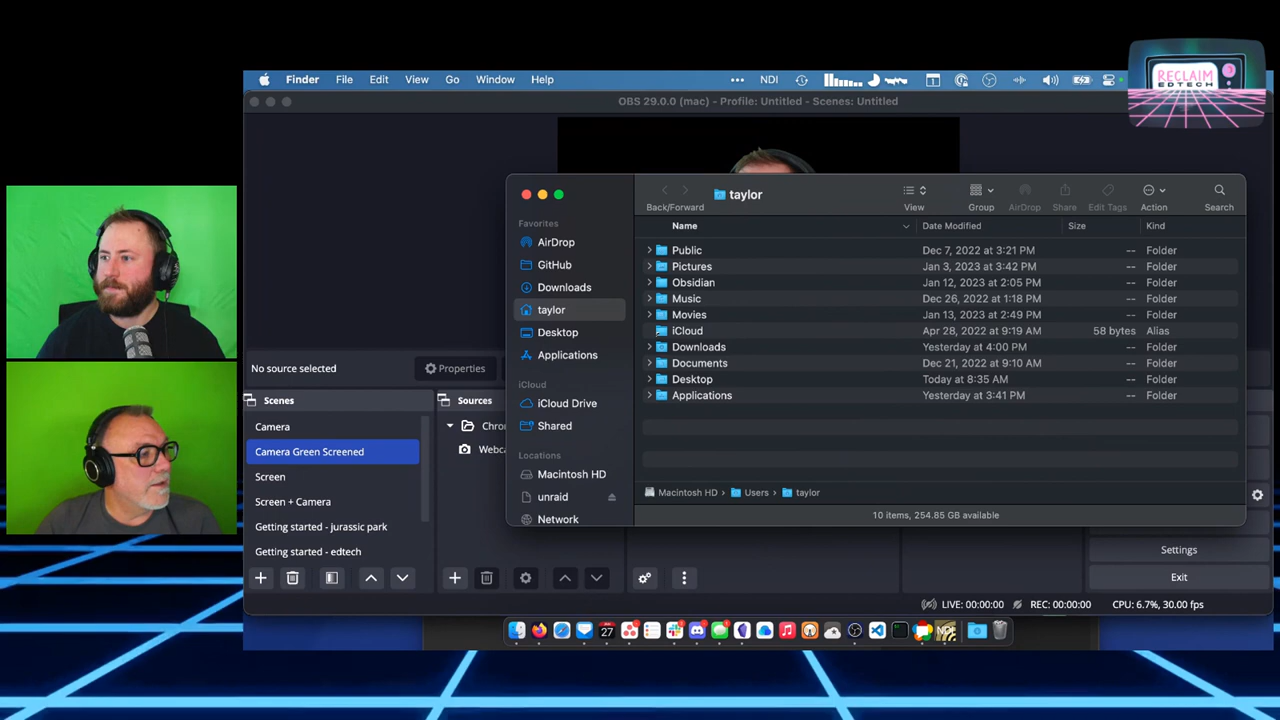 RECLAIM
EDTECH
Finder File Edit View Go Window Help
NDI
OBS 29.0.0 (mac) - Profile: Untitled - Scenes: Untitled
taylor
Back/Forward View Group AirDrop Share Edit Tags Action Search
Favorites
AirDrop
GitHub
Downloads
taylor
Desktop
Applications
iCloud
iCloud Drive
Shared
Locations
Macintosh HD
unraid
Network
Name Date Modified Size Kind
Public Dec 7, 2022 at 3:21 PM -- Folder
Pictures Jan 3, 2023 at 3:42 PM -- Folder
Obsidian Jan 12, 2023 at 2:05 PM -- Folder
Music Dec 26, 2022 at 1:18 PM -- Folder
Movies Jan 13, 2023 at 2:49 PM -- Folder
iCloud Apr 28, 2022 at 9:19 AM 58 bytes Alias
Downloads Yesterday at 4:00 PM -- Folder
Documents Dec 21, 2022 at 9:10 AM -- Folder
Desktop Today at 8:35 AM -- Folder
Applications Yesterday at 3:41 PM -- Folder
Macintosh HD › Users › taylor
10 items, 254.85 GB available
No source selected
Properties
Scenes
Camera
Camera Green Screened
Screen
Screen + Camera
Getting started - jurassic park
Getting started - edtech
Sources
Chro
Webc
Settings
Exit
LIVE: 00:00:00 REC: 00:00:00 CPU: 6.7%, 30.00 fps
27